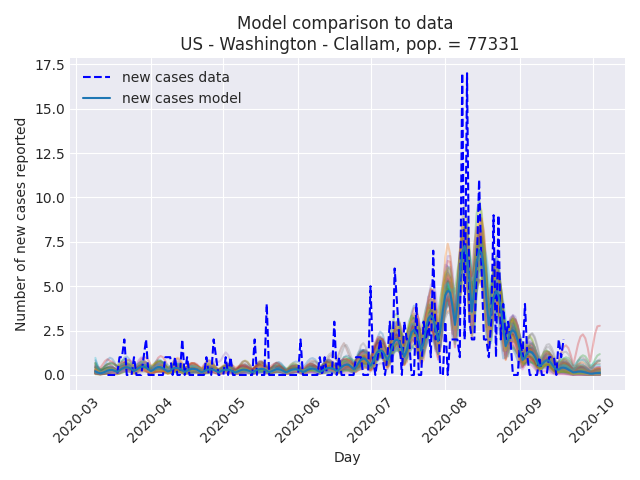 Model comparison to data
US - Washington - Clallam, pop. = 77331
new cases data
new cases model
17.5
15.0
12.5
10.0
7.5
5.0
2.5
0.0
Number of new cases reported
2020-03
2020-04
2020-05
2020-06
2020-07
2020-08
2020-09
2020-10
Day